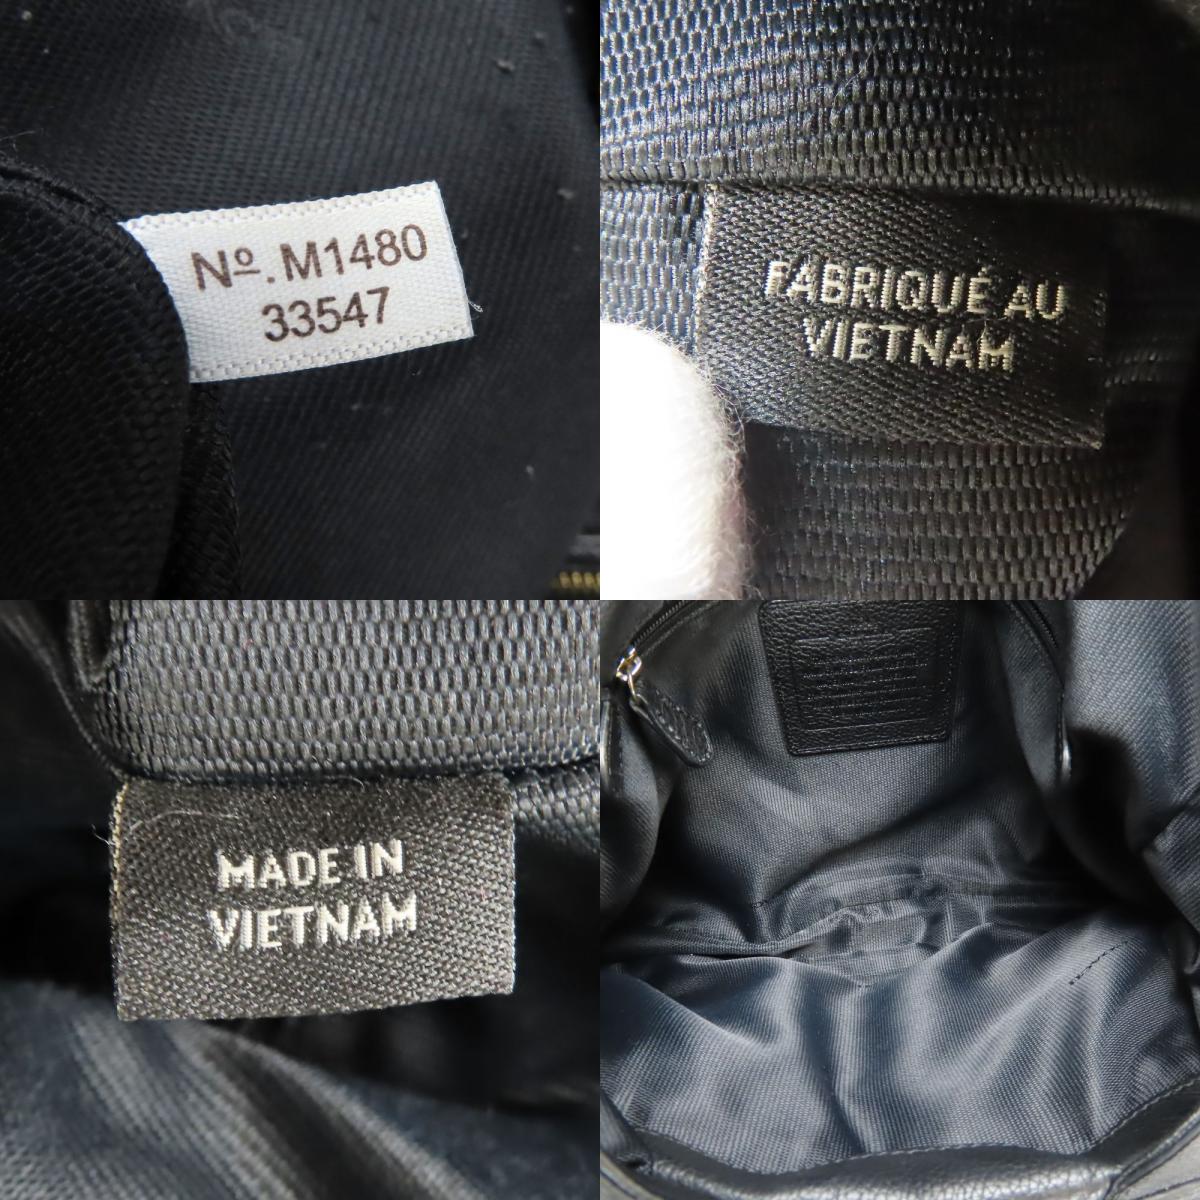 Nº. M1480
33547
FABRIQUÉ AU
VIETNAM
MADE IN
VIETNAM